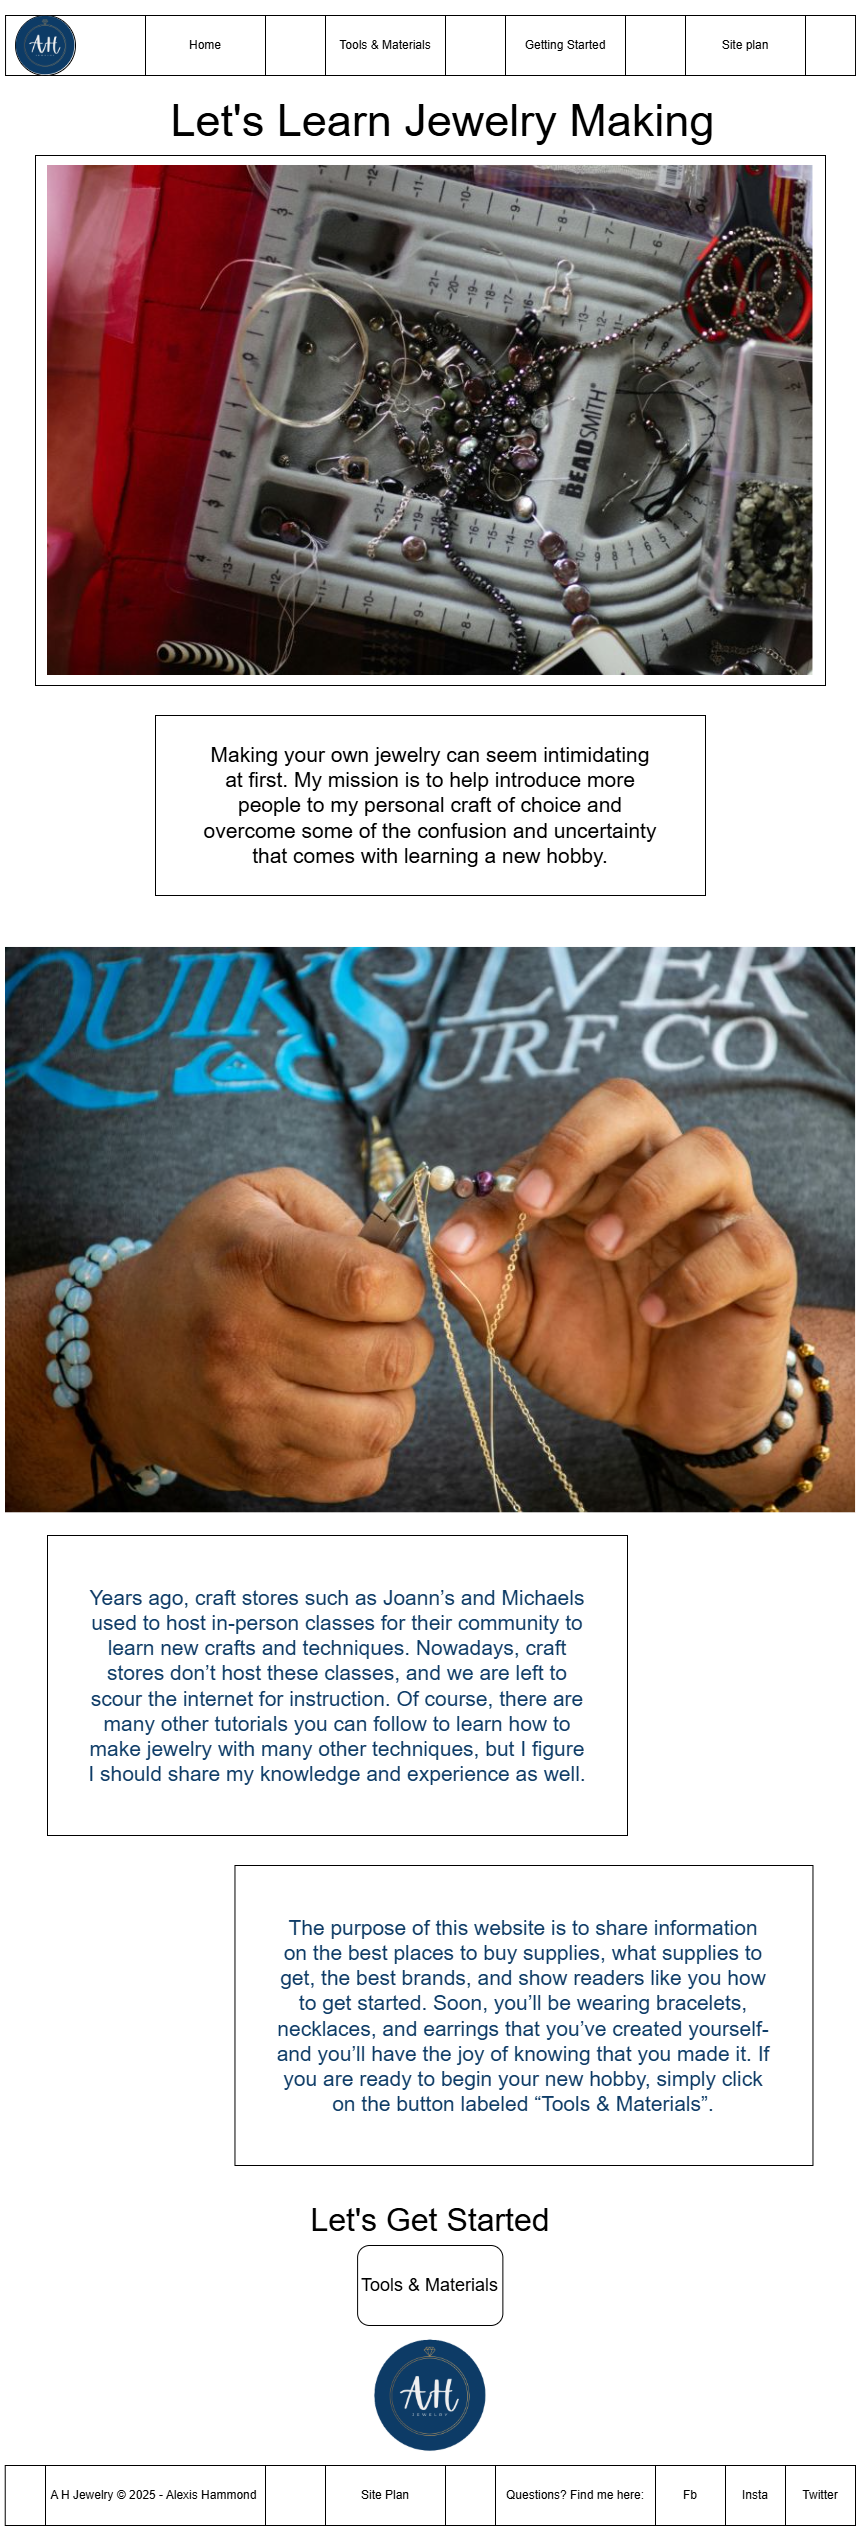 AH
JEWELRY
Home
Tools & Materials
Getting Started
Site plan
Let's Learn Jewelry Making
THE BEADSMITH®
Making your own jewelry can seem intimidating
at first. My mission is to help introduce more
people to my personal craft of choice and
overcome some of the confusion and uncertainty
that comes with learning a new hobby.
QUIKSILVER
SURF CO
Years ago, craft stores such as Joann’s and Michaels
used to host in-person classes for their community to
learn new crafts and techniques. Nowadays, craft
stores don’t host these classes, and we are left to
scour the internet for instruction. Of course, there are
many other tutorials you can follow to learn how to
make jewelry with many other techniques, but I figure
I should share my knowledge and experience as well.
The purpose of this website is to share information
on the best places to buy supplies, what supplies to
get, the best brands, and show readers like you how
to get started. Soon, you’ll be wearing bracelets,
necklaces, and earrings that you’ve created yourself-
and you’ll have the joy of knowing that you made it. If
you are ready to begin your new hobby, simply click
on the button labeled “Tools & Materials”.
Let's Get Started
Tools & Materials
AH
JEWELRY
A H Jewelry © 2025 - Alexis Hammond
Site Plan
Questions? Find me here:
Fb
Insta
Twitter